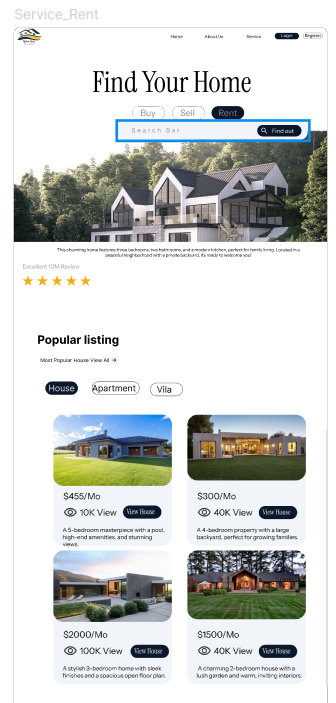 Service_Rent
Home About Us Service Login Register
Find Your Home
Buy Sell Rent
Search Bar Find out
This charming home features three bedrooms, two bathrooms, and a modern kitchen, perfect for family living. Located in a
peaceful neighborhood with a private backyard, it's ready to welcome you!
Excellent 10M Review
Popular listing
Most Popular House View All →
House Apartment Vila
$455/Mo
10K View View House
A 5-bedroom masterpiece with a pool,
high-end amenities, and stunning
views.
$300/Mo
40K View View House
A 4-bedroom property with a large
backyard, perfect for growing families.
$2000/Mo
100K View View House
A stylish 3-bedroom home with sleek
finishes and a spacious open floor plan.
$1500/Mo
40K View View House
A charming 2-bedroom house with a
lush garden and warm, inviting interiors.